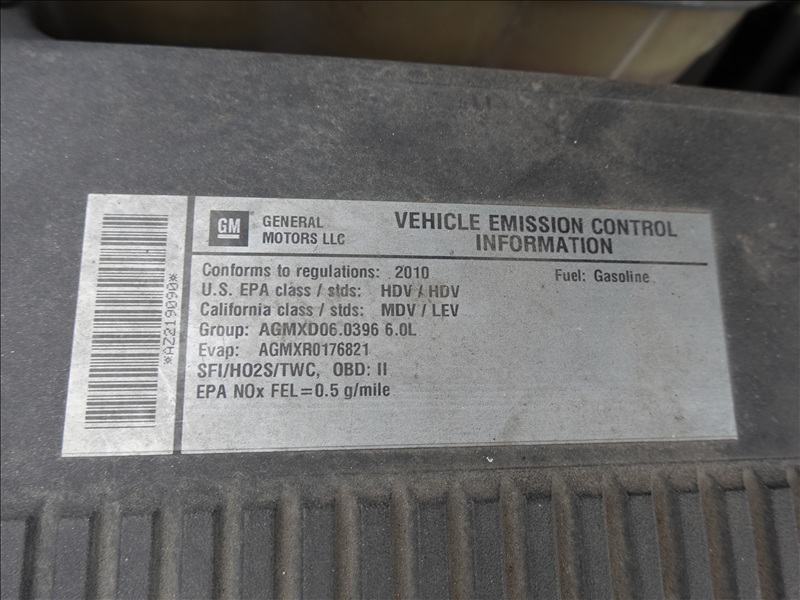 *AZ219090*
GM
GENERAL
MOTORS LLC
VEHICLE EMISSION CONTROL
INFORMATION
Conforms to regulations: 2010 Fuel: Gasoline
U.S. EPA class / stds: HDV / HDV
California class / stds: MDV / LEV
Group: AGMXD06.0396 6.0L
Evap: AGMXR0176821
SFI/HO2S/TWC, OBD: II
EPA NOx FEL=0.5 g/mile